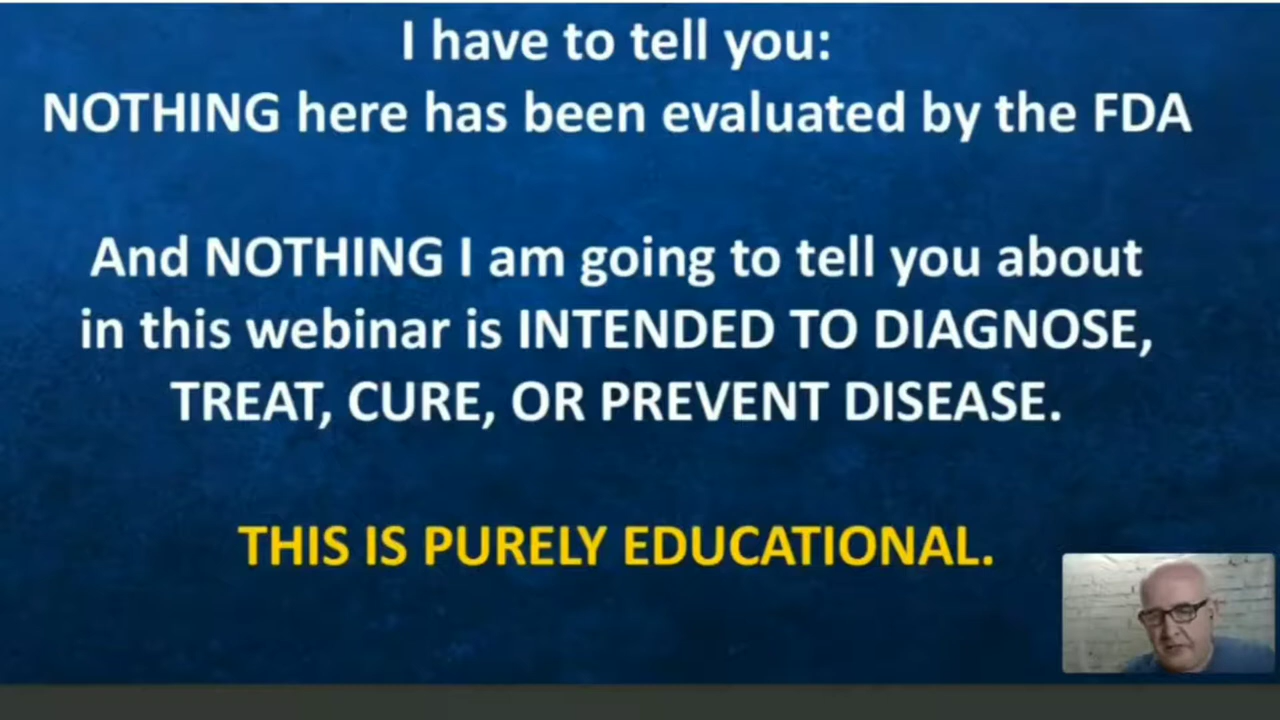 I have to tell you:
NOTHING here has been evaluated by the FDA
And NOTHING I am going to tell you about
in this webinar is INTENDED TO DIAGNOSE,
TREAT, CURE, OR PREVENT DISEASE.
THIS IS PURELY EDUCATIONAL.